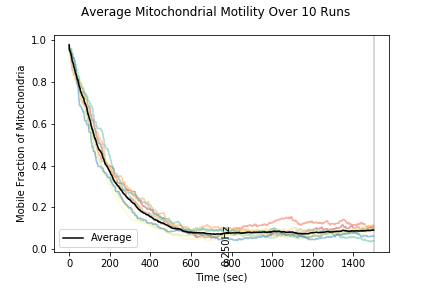 Average Mitochondrial Motility Over 10 Runs
Mobile Fraction of Mitochondria
1.0
0.8
0.6
0.4
0.2
0.0
Average
250Hz
0 200 400 600 800 1000 1200 1400
Time (sec)